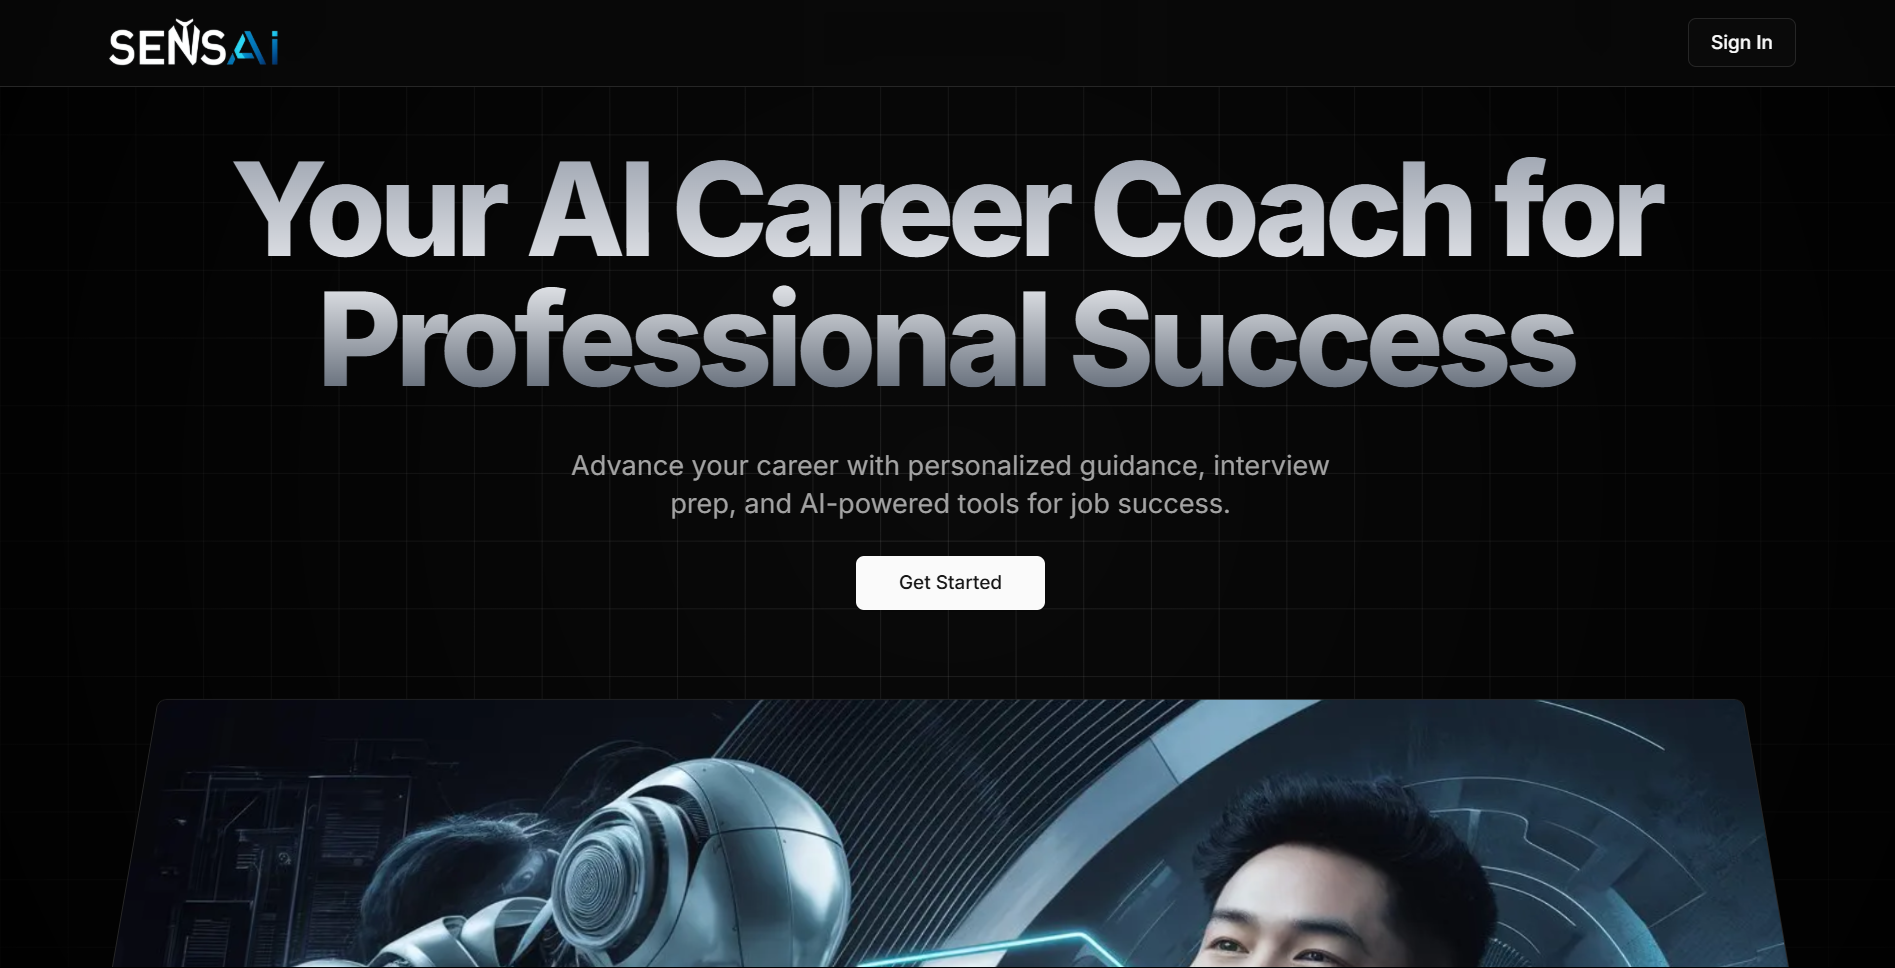 SENSAi
Sign In
Your AI Career Coach for
Professional Success
Advance your career with personalized guidance, interview
prep, and AI-powered tools for job success.
Get Started